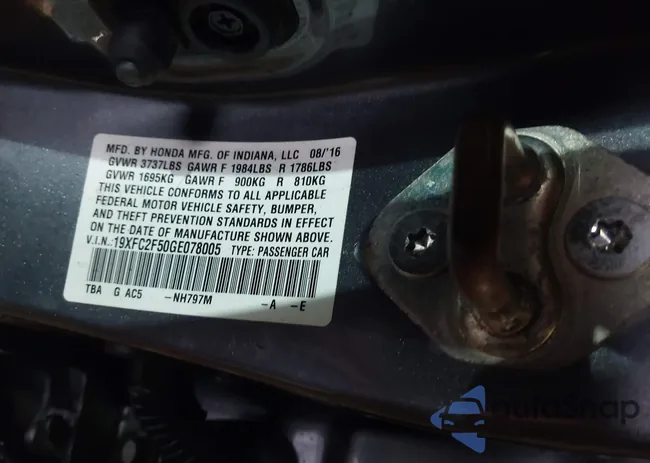 MFD. BY HONDA MFG. OF INDIANA, LLC 08/'16
GVWR 3737LBS GAWR F 1984LBS R 1786LBS
GVWR 1695KG GAWR F 900KG R 810KG
THIS VEHICLE CONFORMS TO ALL APPLICABLE
FEDERAL MOTOR VEHICLE SAFETY, BUMPER,
AND THEFT PREVENTION STANDARDS IN EFFECT
ON THE DATE OF MANUFACTURE SHOWN ABOVE.
V.I.N.:19XFC2F50GE078005 TYPE: PASSENGER CAR
TBA G AC5 -NH797M -A -E
AutoSnap